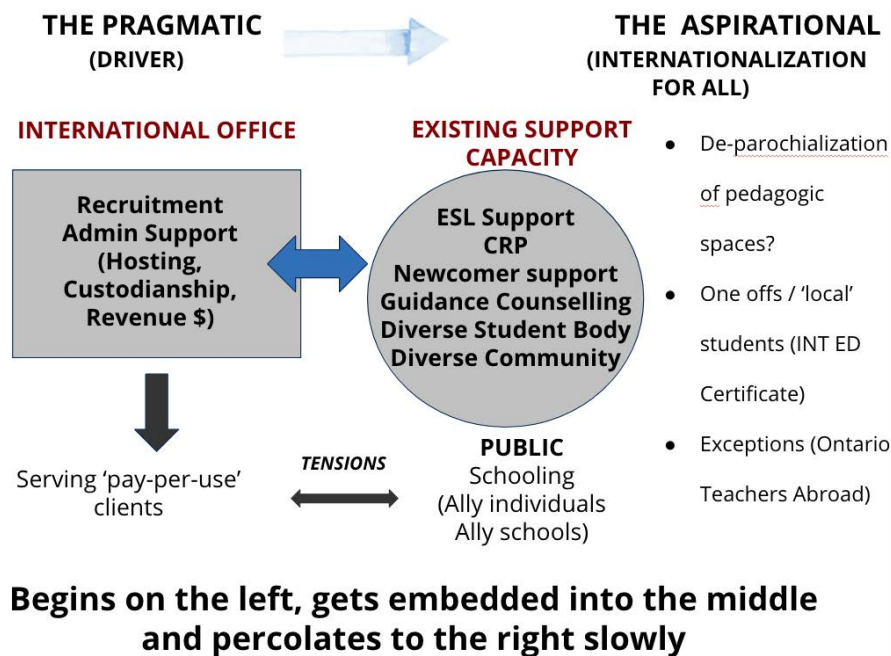 THE PRAGMATIC
(DRIVER)
THE  ASPIRATIONAL
(INTERNATIONALIZATION
FOR ALL)
INTERNATIONAL OFFICE
Recruitment
Admin Support
(Hosting,
Custodianship,
Revenue $)
Serving ‘pay-per-use’
clients
EXISTING SUPPORT
CAPACITY
ESL Support
CRP
Newcomer support
Guidance Counselling
Diverse Student Body
Diverse Community
TENSIONS
PUBLIC
Schooling
(Ally individuals
Ally schools)
● De-parochialization
of pedagogic
spaces?
● One offs / ‘local’
students (INT ED
Certificate)
● Exceptions (Ontario
Teachers Abroad)
Begins on the left, gets embedded into the middle
and percolates to the right slowly